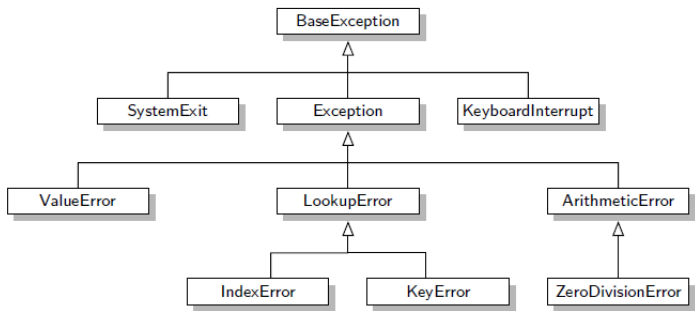 BaseException
SystemExit
Exception
KeyboardInterrupt
ValueError
LookupError
ArithmeticError
IndexError
KeyError
ZeroDivisionError